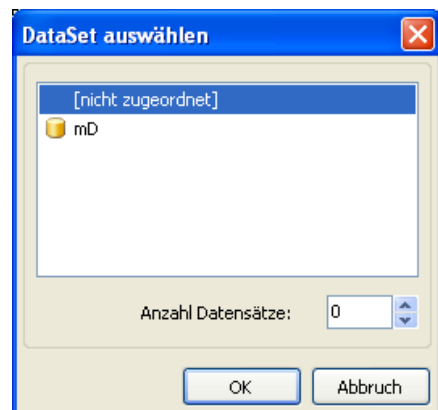 DataSet auswählen
[nicht zugeordnet]
mD
Anzahl Datensätze: 0
OK Abbruch